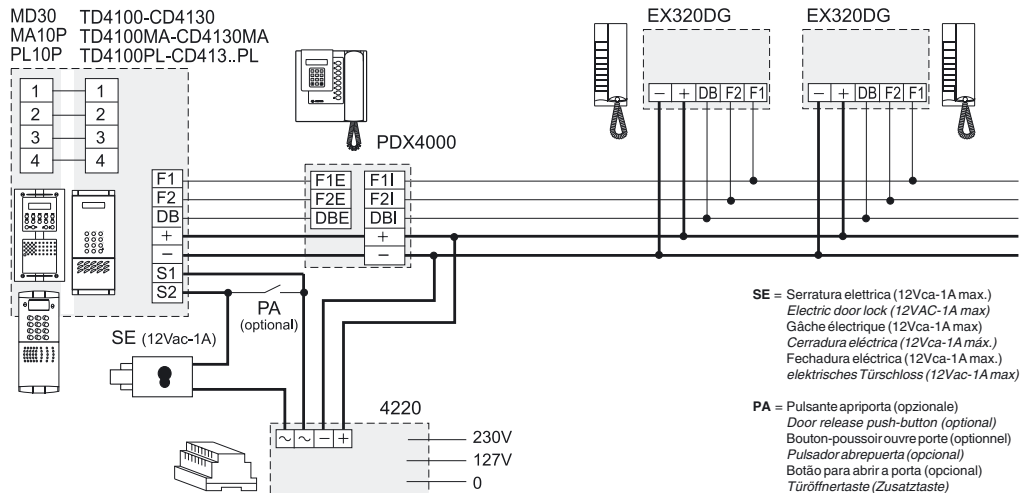 MD30 TD4100-CD4130
MA10P TD4100MA-CD4130MA
PL10P TD4100PL-CD413..PL
1 1
2 2
3 3
4 4
F1
F2
DB
+
−
S1
S2
PDX4000
F1E F1I
F2E F2I
DBE DBI
+
−
EX320DG
− + DB F2 F1
EX320DG
− + DB F2 F1
PA
(optional)
SE (12Vac-1A)
4220
~ ~ − +
230V
127V
0
SE = Serratura elettrica (12Vca-1A max.)
Electric door lock (12VAC-1A max)
Gâche électrique (12Vca-1A max)
Cerradura eléctrica (12Vca-1A máx.)
Fechadura eléctrica (12Vca-1A max.)
elektrisches Türschloss (12Vac-1A max)
PA = Pulsante apriporta (opzionale)
Door release push-button (optional)
Bouton-poussoir ouvre porte (optionnel)
Pulsador abrepuerta (opcional)
Botão para abrir a porta (opcional)
Türöffnertaste (Zusatztaste)